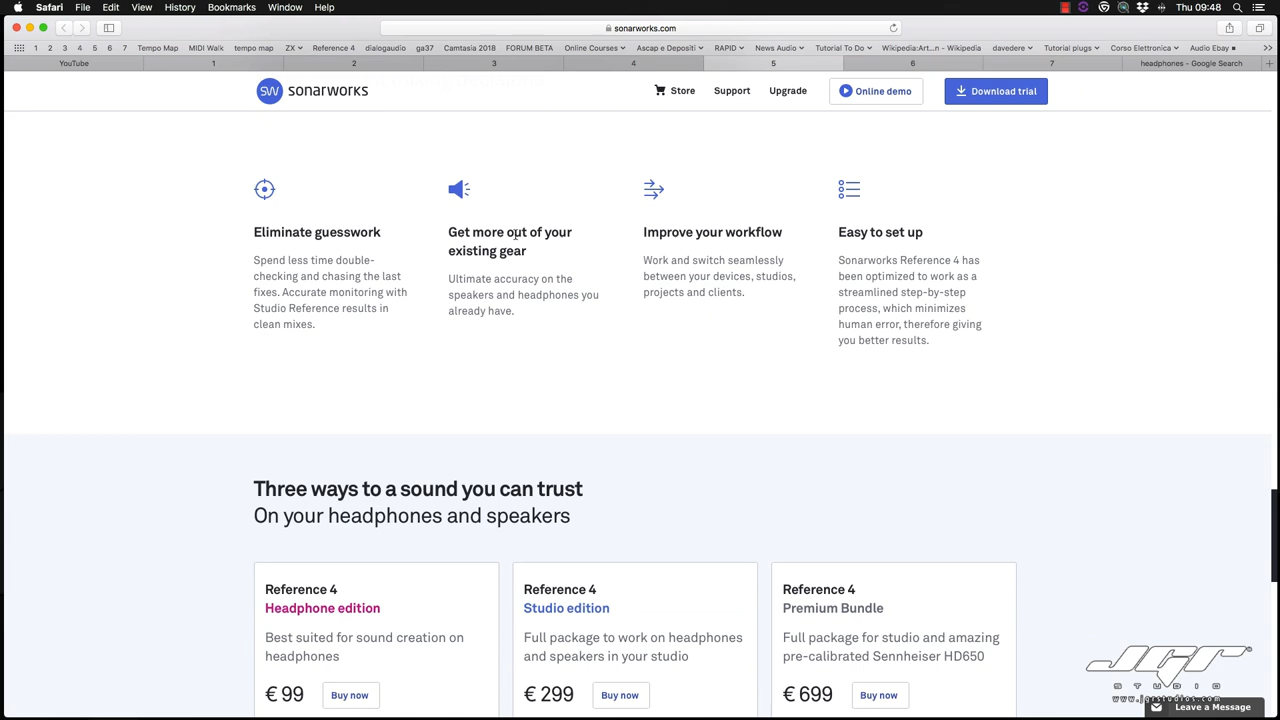 Safari File Edit View History Bookmarks Window Help Thu 09:48
sonarworks.com
1 2 3 4 5 6 7 Tempo Map MIDI Waik tempo map ZX Reference 4 dialogaudio ga37 Camtasia 2018 FORUM BETA Online Courses Ascap e Depositi RAPID News Audio Tutorial To Do Wikipedia:Art...n - Wikipedia davedere Tutorial plugs Corso Elettronica Audio Ebay
YouTube 1 2 3 4 5 6 7 headphones - Google Search
SW sonarworks Store Support Upgrade Online demo Download trial
Eliminate guesswork
Spend less time double-
checking and chasing the last
fixes. Accurate monitoring with
Studio Reference results in
clean mixes.
Get more out of your
existing gear
Ultimate accuracy on the
speakers and headphones you
already have.
Improve your workflow
Work and switch seamlessly
between your devices, studios,
projects and clients.
Easy to set up
Sonarworks Reference 4 has
been optimized to work as a
streamlined step-by-step
process, which minimizes
human error, therefore giving
you better results.
Three ways to a sound you can trust
On your headphones and speakers
Reference 4
Headphone edition
Best suited for sound creation on
headphones
€ 99 Buy now
Reference 4
Studio edition
Full package to work on headphones
and speakers in your studio
€ 299 Buy now
Reference 4
Premium Bundle
Full package for studio and amazing
pre-calibrated Sennheiser HD650
€ 699 Buy now
JGR
STUDIO
www.jgrstudios.com
Leave a Message